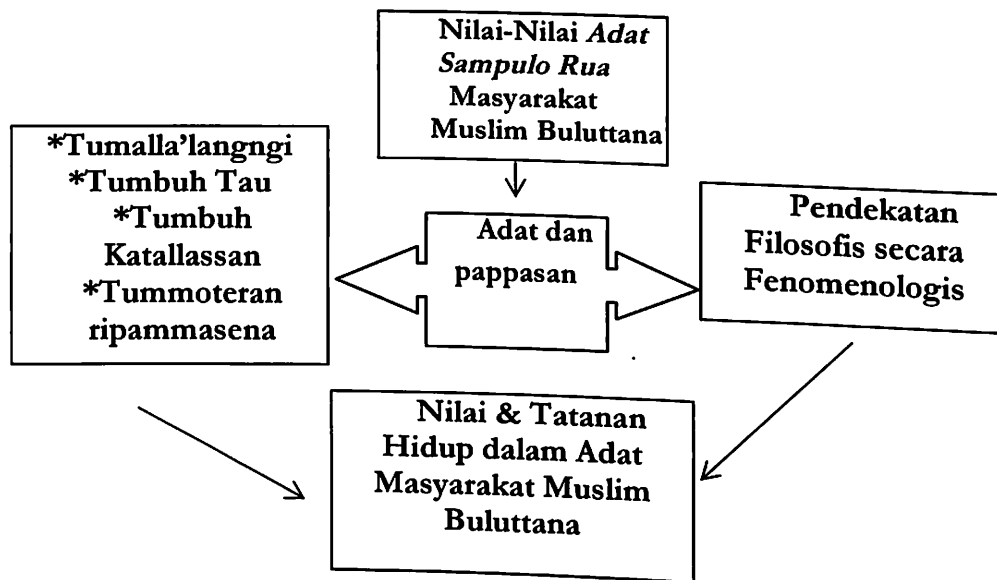 Nilai-Nilai Adat
Sampulo Rua
Masyarakat
Muslim Buluttana
*Tumalla'langngi
*Tumbuh Tau
*Tumbuh
Katallassan
*Tummoteran
ripammasena
Adat dan
pappasan
Pendekatan
Filosofis secara
Fenomenologis
Nilai & Tatanan
Hidup dalam Adat
Masyarakat Muslim
Buluttana